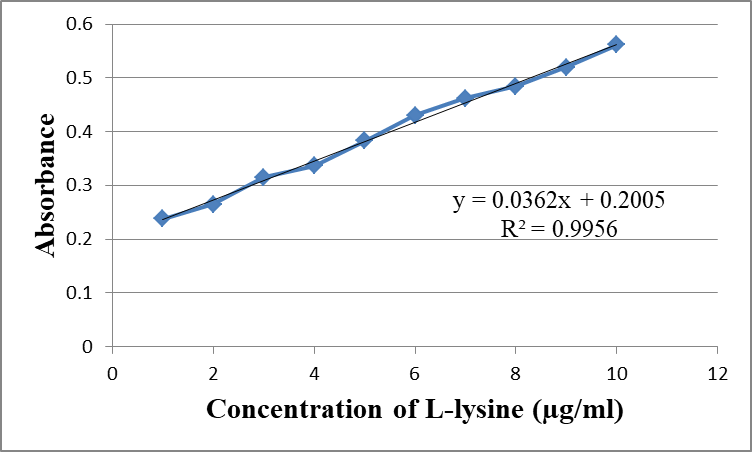 0.6
0.5
0.4
0.3
0.2
0.1
0
Absorbance
y = 0.0362x + 0.2005
R² = 0.9956
0 2 4 6 8 10 12
Concentration of L-lysine (µg/ml)